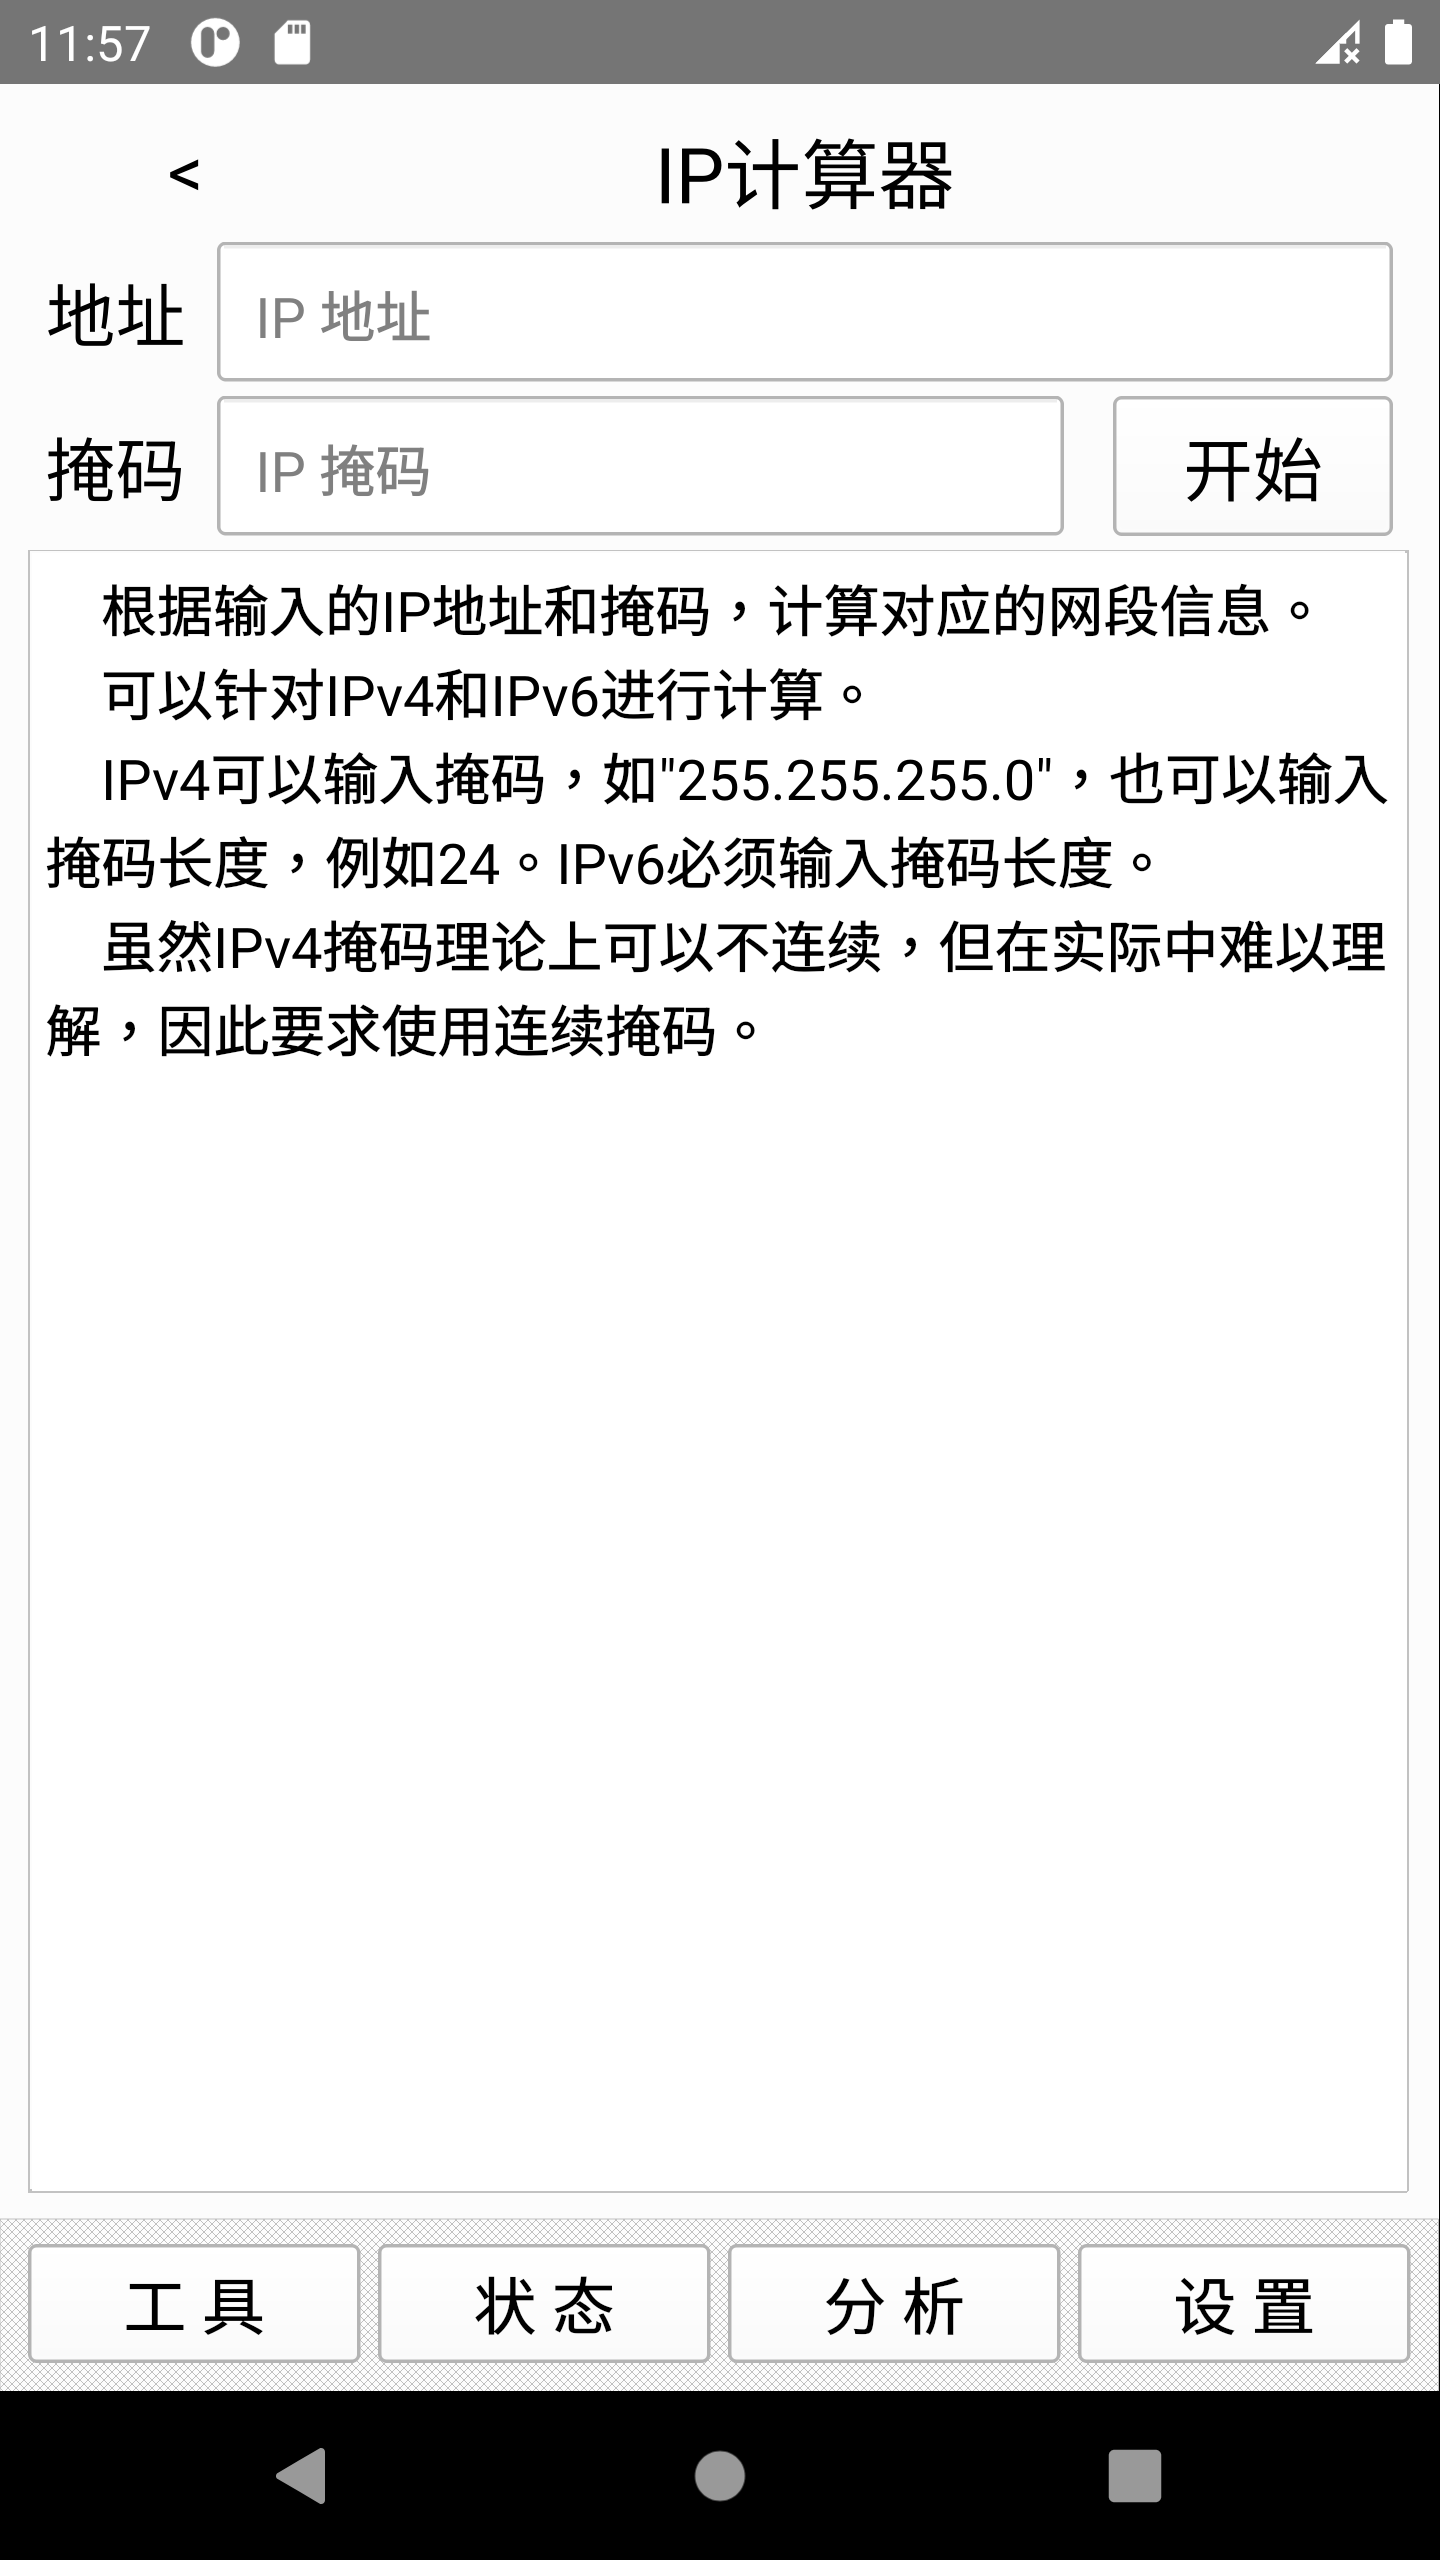 11:57
<
IP计算器
地址
IP 地址
掩码
IP 掩码
开始
根据输入的IP地址和掩码，计算对应的网段信息。
可以针对IPv4和IPv6进行计算。
IPv4可以输入掩码，如"255.255.255.0"，也可以输入
掩码长度，例如24。IPv6必须输入掩码长度。
虽然IPv4掩码理论上可以不连续，但在实际中难以理
解，因此要求使用连续掩码。
工 具
状 态
分 析
设 置